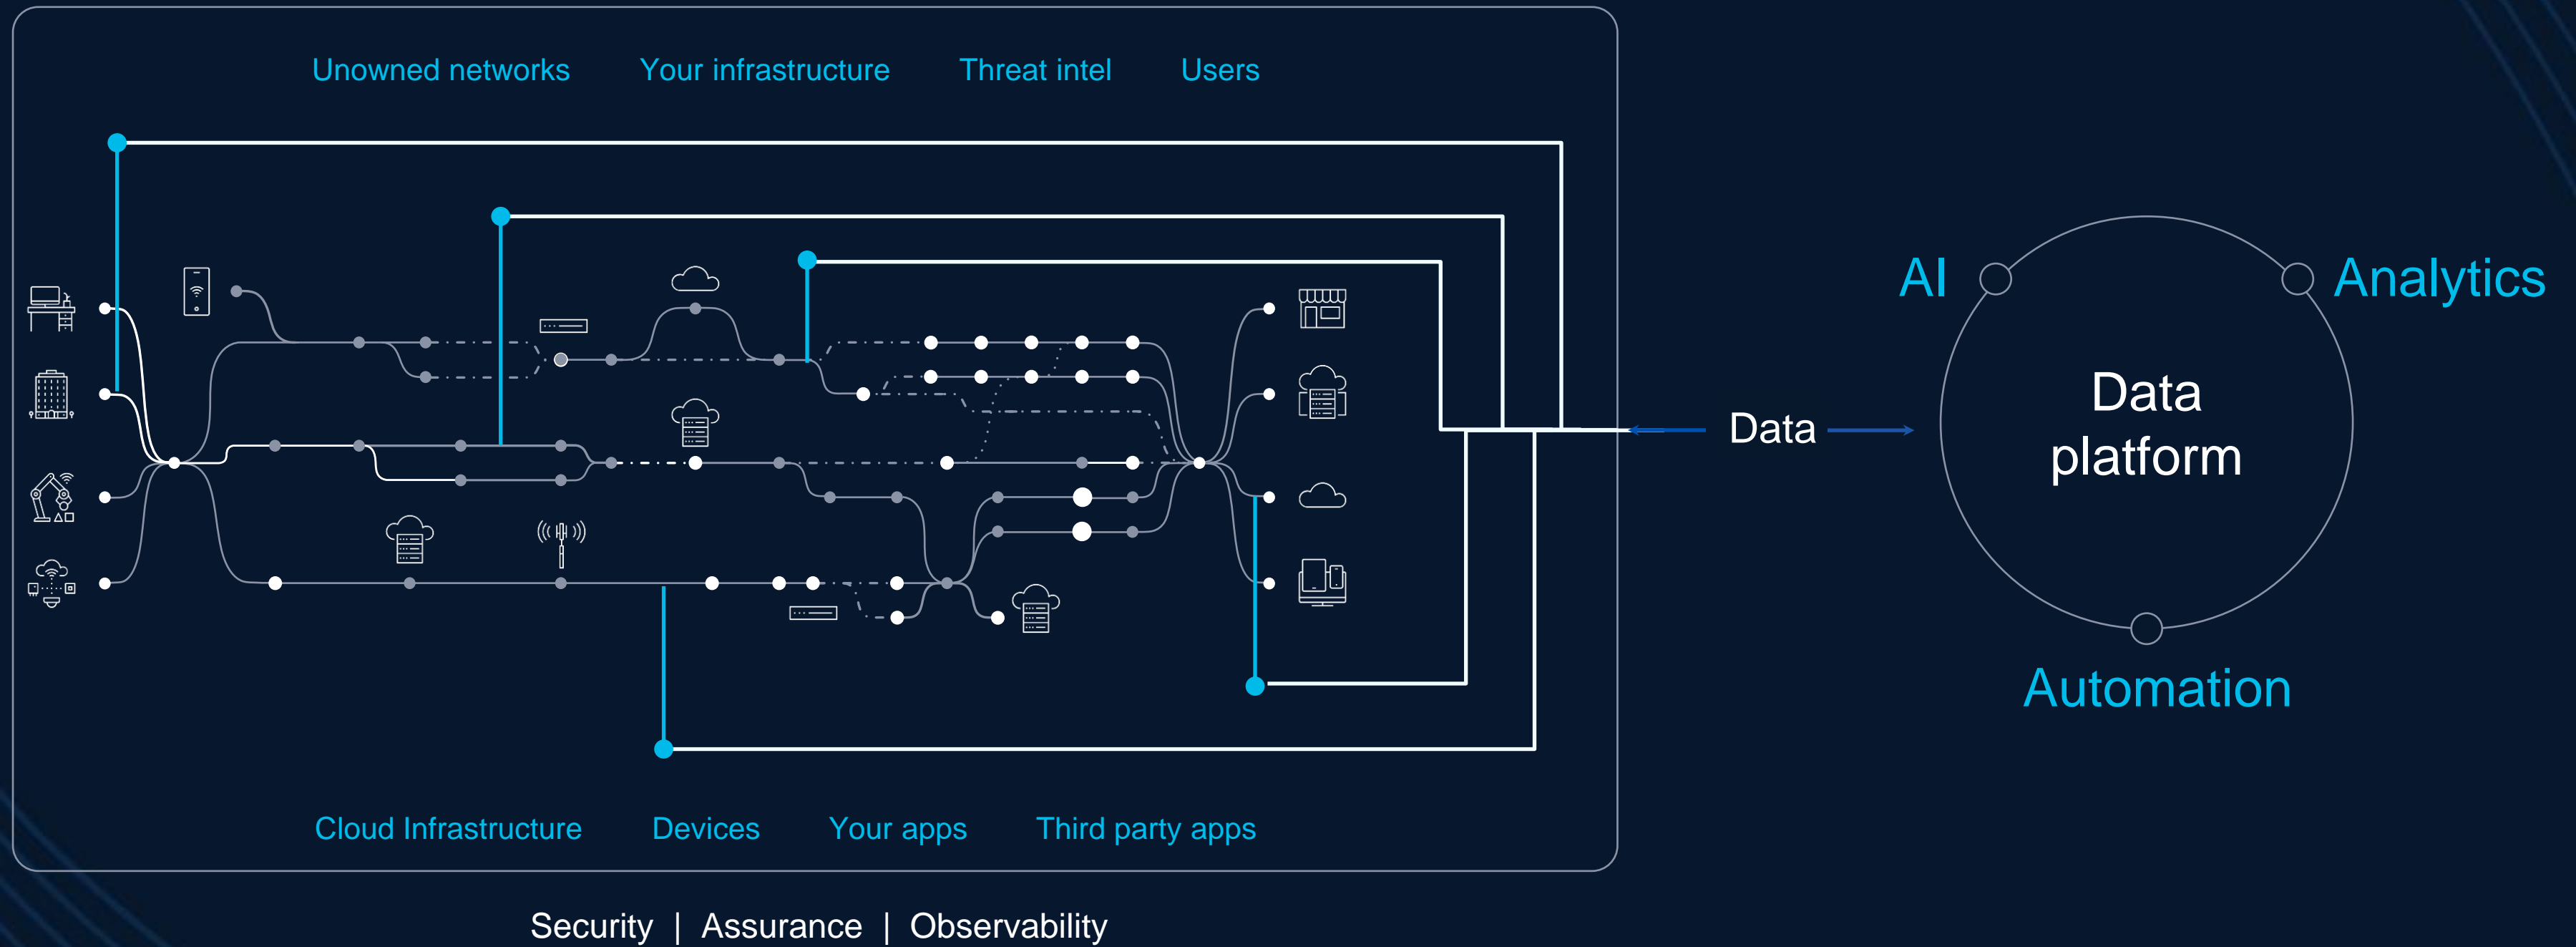 Unowned networks Your infrastructure Threat intel Users
AI
Analytics
Data
platform
Data
Automation
Cloud Infrastructure Devices Your apps Third party apps
Security | Assurance | Observability